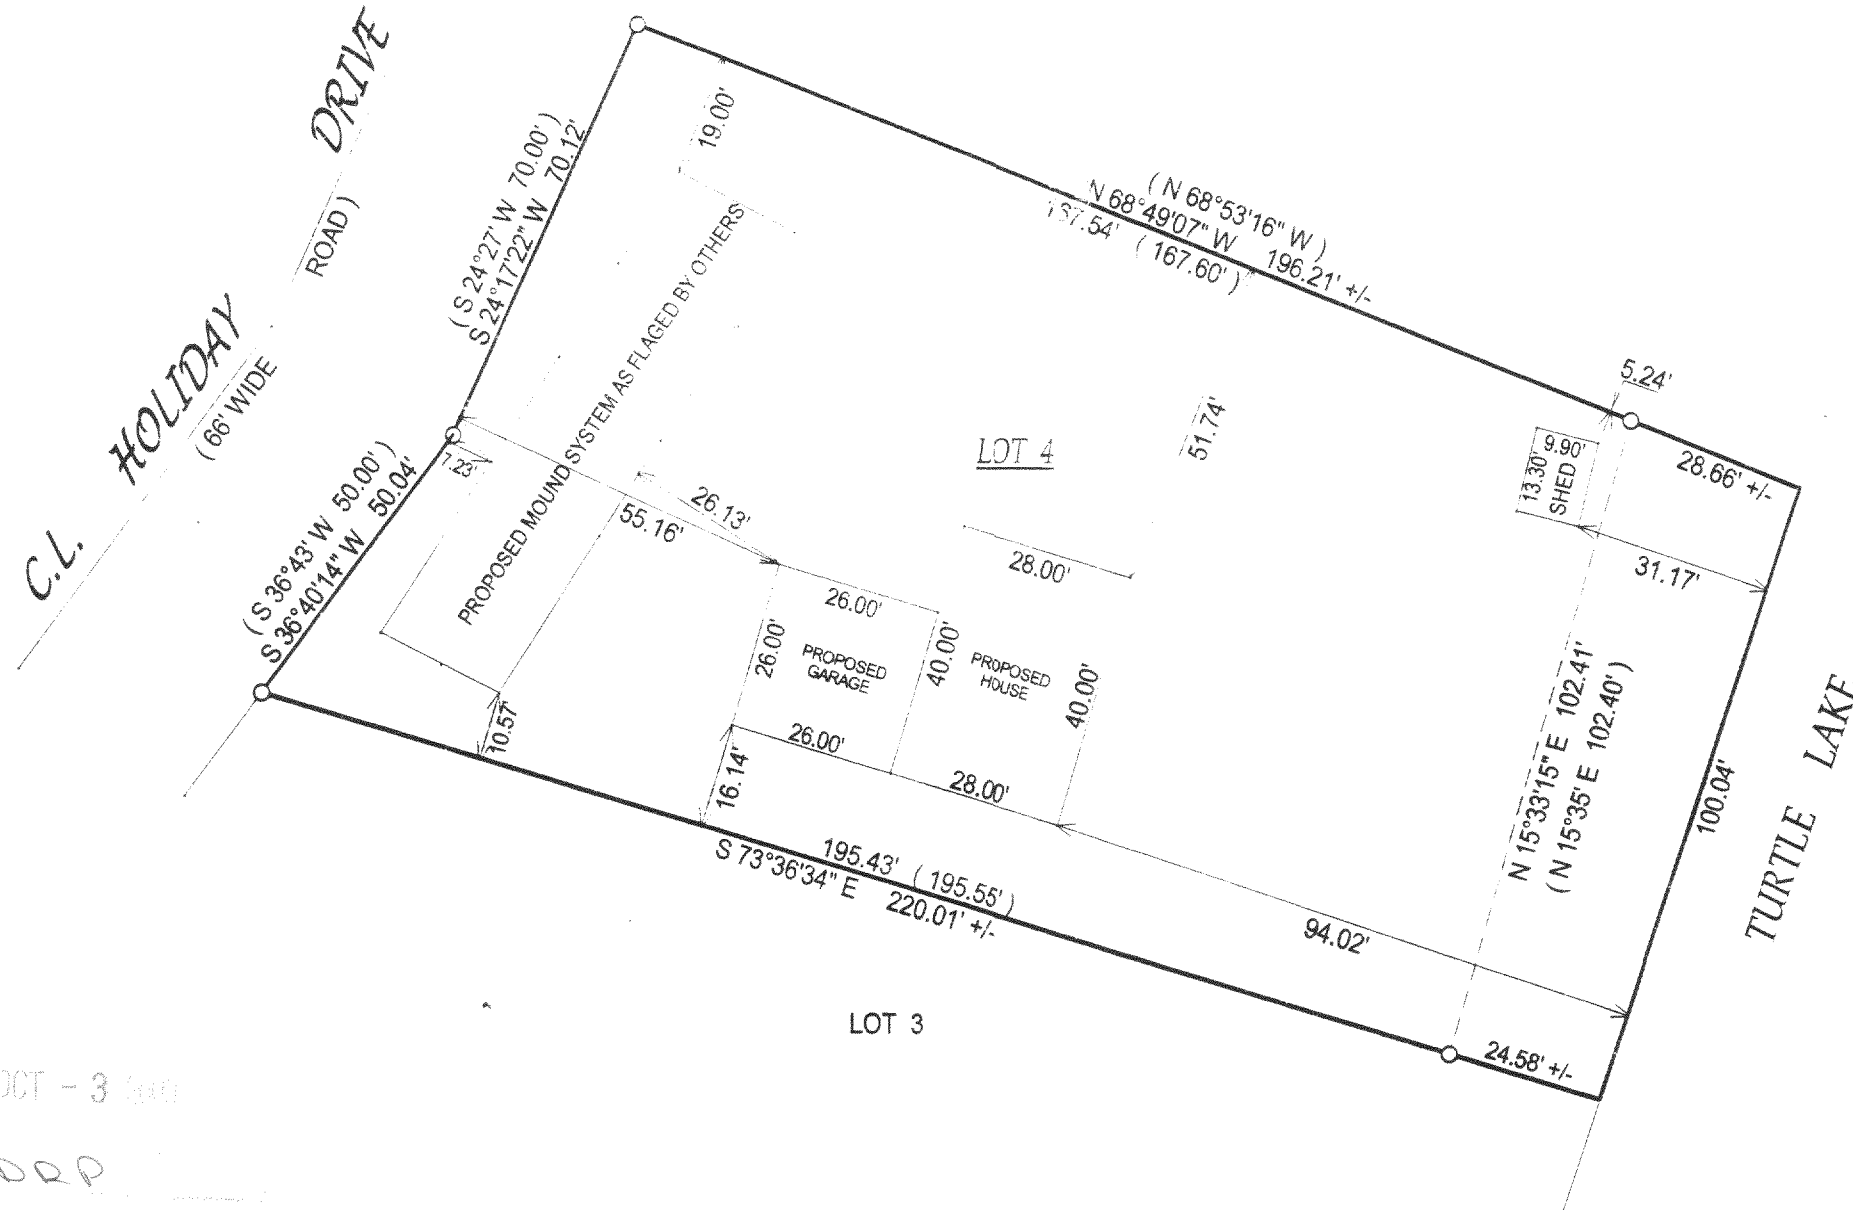 C.L. HOLIDAY DRIVE
( 66' WIDE ROAD )
( S 24°27' W 70.00' )
S 24°17'22" W 70.12'
( S 36°43' W 50.00' )
S 36°40'14" W 50.04'
19.00'
( N 68°53'16" W )
N 68°49'07" W 196.21' +/-
167.54' ( 167.60' )
PROPOSED MOUND SYSTEM AS FLAGED BY OTHERS
7.23'
26.13'
55.16'
LOT 4
51.74'
28.00'
5.24'
9.90'
13.30'
SHED
28.66' +/-
31.17'
26.00'
26.00'
PROPOSED
GARAGE
40.00'
PROPOSED
HOUSE
40.00'
26.00'
28.00'
10.57'
16.14'
N 15°33'15" E 102.41'
( N 15°35' E 102.40' )
100.04'
TURTLE LAKE
195.43' ( 195.55' )
S 73°36'34" E 220.01' +/-
94.02'
24.58' +/-
LOT 3
OCT - 3